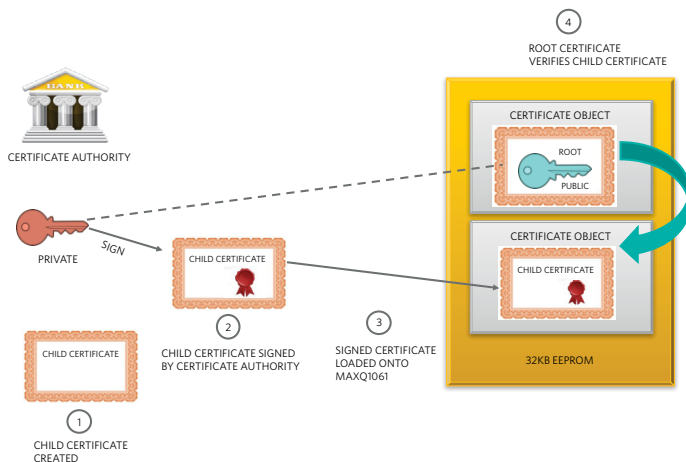 4
ROOT CERTIFICATE
VERIFIES CHILD CERTIFICATE
BANK
CERTIFICATE AUTHORITY
CERTIFICATE OBJECT
ROOT
PUBLIC
PRIVATE
SIGN
CERTIFICATE OBJECT
CHILD CERTIFICATE
CHILD CERTIFICATE
2
CHILD CERTIFICATE SIGNED
BY CERTIFICATE AUTHORITY
3
SIGNED CERTIFICATE
LOADED ONTO
MAXQ1061
32KB EEPROM
CHILD CERTIFICATE
1
CHILD CERTIFICATE
CREATED